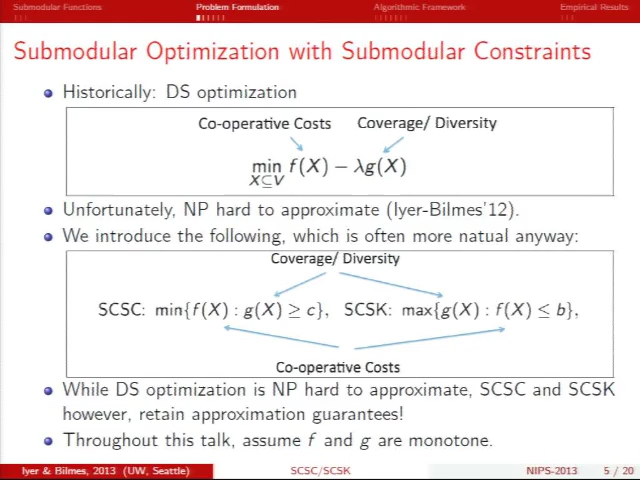 Submodular Functions Problem Formulation Algorithmic Framework Empirical Results
Submodular Optimization with Submodular Constraints
Historically: DS optimization
Co-operative Costs Coverage/ Diversity
min f(X) − λg(X)
X⊆V
Unfortunately, NP hard to approximate (Iyer-Bilmes'12).
We introduce the following, which is often more natual anyway:
Coverage/ Diversity
SCSC: min{f(X) : g(X) ≥ c}, SCSK: max{g(X) : f(X) ≤ b},
Co-operative Costs
While DS optimization is NP hard to approximate, SCSC and SCSK
however, retain approximation guarantees!
Throughout this talk, assume f and g are monotone.
Iyer & Bilmes, 2013 (UW, Seattle) SCSC/SCSK NIPS-2013 5 / 20